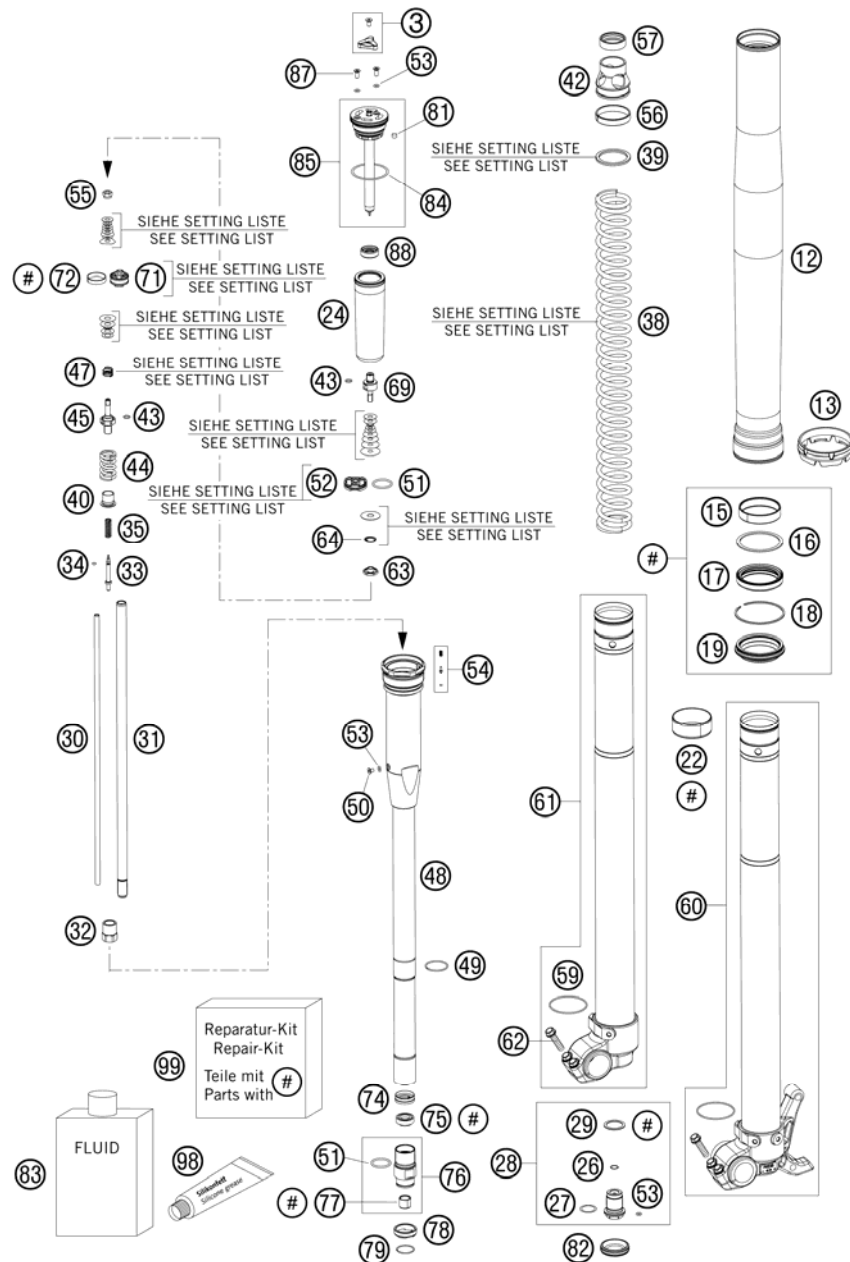 3
87
53
57
42
56
81
SIEHE SETTING LISTE
SEE SETTING LIST
39
85
84
55
SIEHE SETTING LISTE
SEE SETTING LIST
12
# 72
71
SIEHE SETTING LISTE
SEE SETTING LIST
88
24
SIEHE SETTING LISTE
SEE SETTING LIST
SIEHE SETTING LISTE
SEE SETTING LIST
38
47
SIEHE SETTING LISTE
SEE SETTING LIST
43
69
45
43
13
SIEHE SETTING LISTE
SEE SETTING LIST
44
52
51
SIEHE SETTING LISTE
SEE SETTING LIST
40
15
SIEHE SETTING LISTE
SEE SETTING LIST
35
64
16
#
34
33
63
17
18
19
54
30
31
53
50
22
#
61
48
60
32
49
59
62
Reparatur-Kit
Repair-Kit
Teile mit
Parts with #
99
74
75 #
29 #
FLUID
83
98
Silikonfett
Silicone grease
51
76
28
26
# 77
27
53
78
79
82